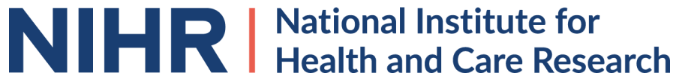 NIHR | National Institute for
Health and Care Research